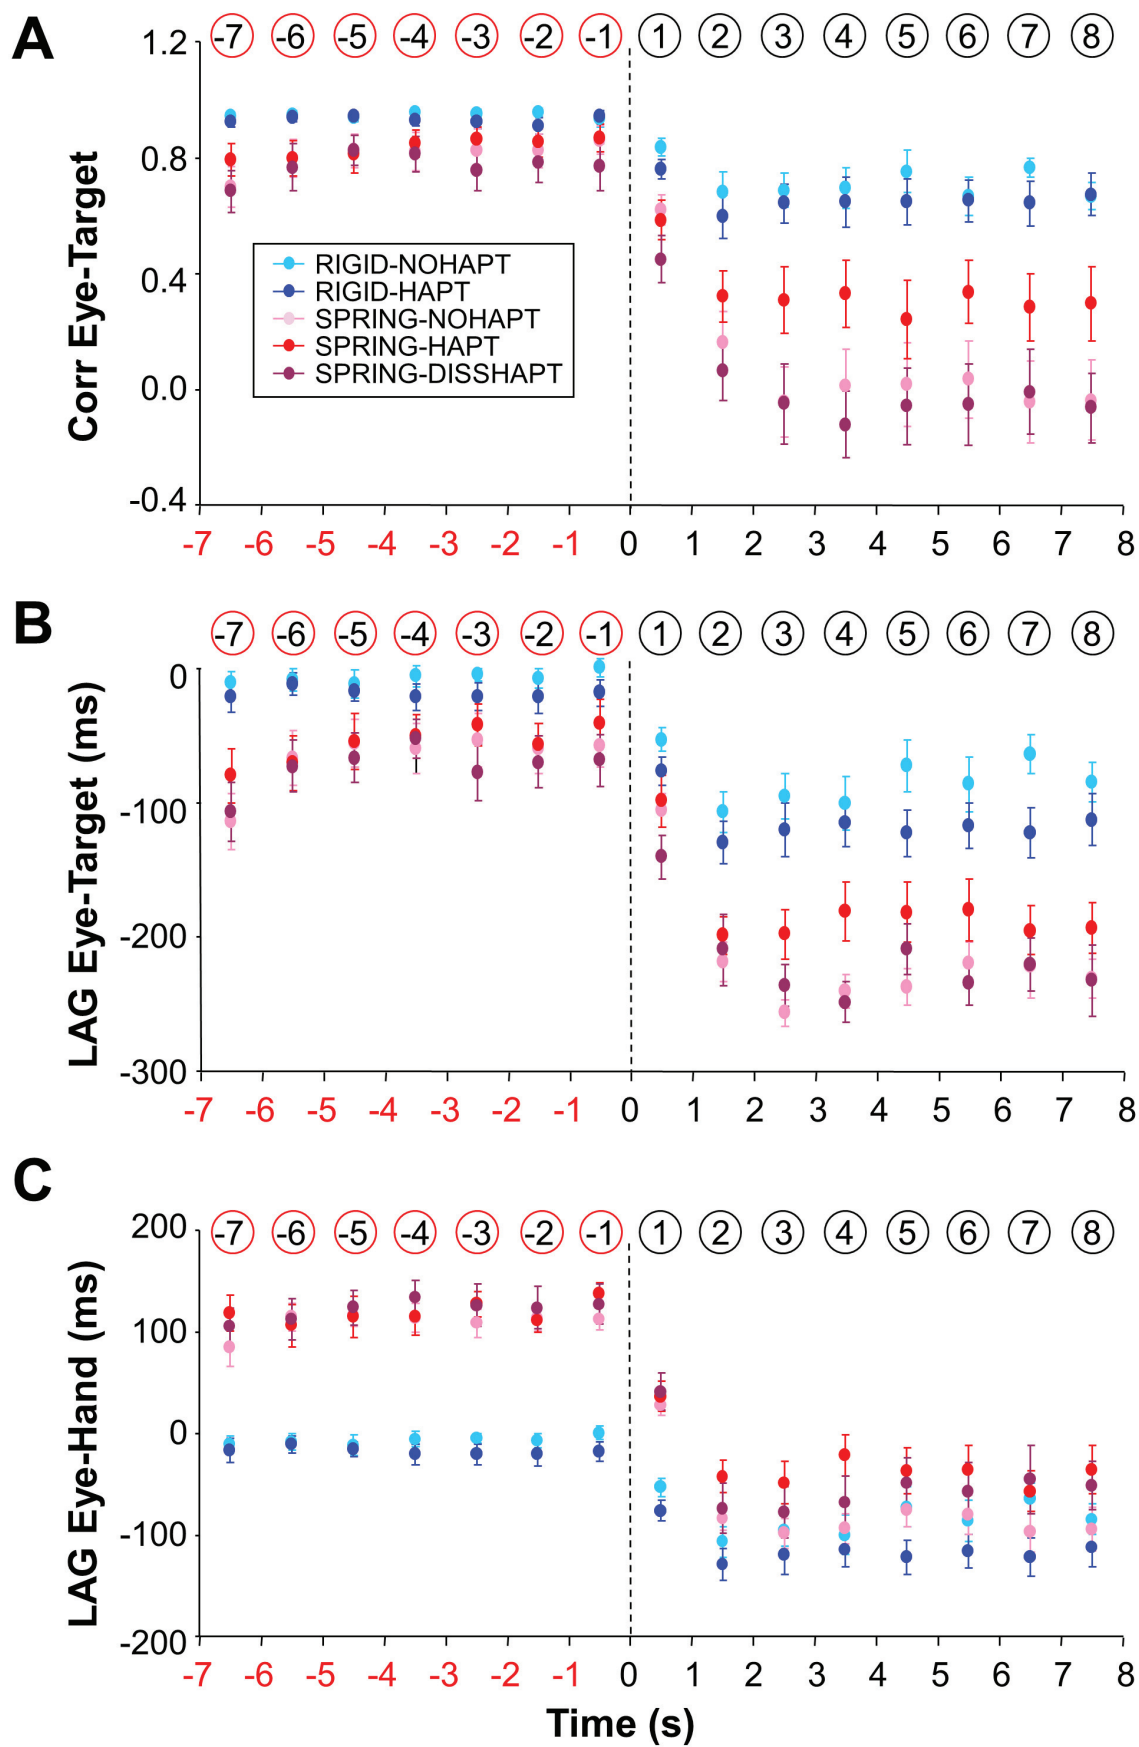 A
-7 -6 -5 -4 -3 -2 -1 1 2 3 4 5 6 7 8
1.2
0.8
0.4
0.0
-0.4
Corr Eye-Target
RIGID-NOHAPT
RIGID-HAPT
SPRING-NOHAPT
SPRING-HAPT
SPRING-DISSHAPT
-7 -6 -5 -4 -3 -2 -1 0 1 2 3 4 5 6 7 8
B
-7 -6 -5 -4 -3 -2 -1 1 2 3 4 5 6 7 8
0
-100
-200
-300
LAG Eye-Target (ms)
-7 -6 -5 -4 -3 -2 -1 0 1 2 3 4 5 6 7 8
C
-7 -6 -5 -4 -3 -2 -1 1 2 3 4 5 6 7 8
200
100
0
-100
-200
LAG Eye-Hand (ms)
-7 -6 -5 -4 -3 -2 -1 0 1 2 3 4 5 6 7 8
Time (s)